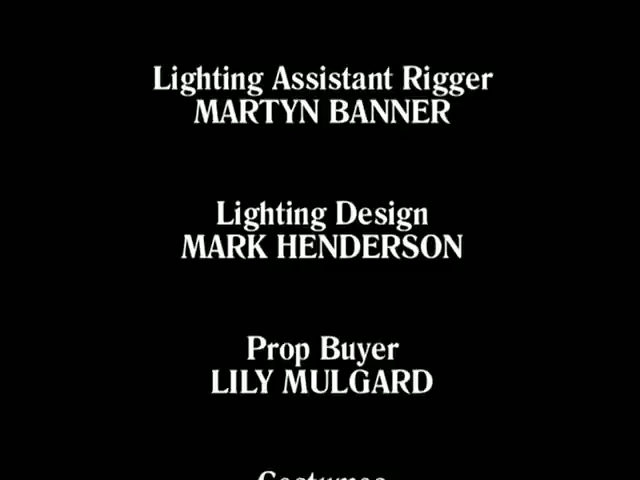 Lighting Assistant Rigger
MARTYN BANNER
Lighting Design
MARK HENDERSON
Prop Buyer
LILY MULGARD